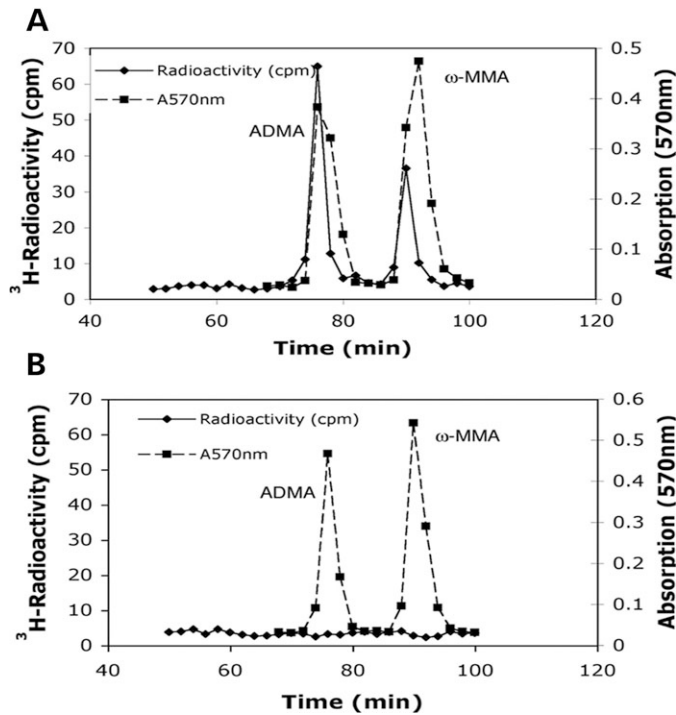 A
70
60
50
40
30
20
10
0
³H-Radioactivity (cpm)
Radioactivity (cpm)
A570nm
ADMA
ω-MMA
0.5
0.4
0.3
0.2
0.1
0
Absorption (570nm)
40 60 80 100 120
Time (min)
B
70
60
50
40
30
20
10
0
³H-Radioactivity (cpm)
Radioactivity (cpm)
A570nm
ADMA
ω-MMA
0.6
0.5
0.4
0.3
0.2
0.1
0
Absorption (570nm)
40 60 80 100 120
Time (min)